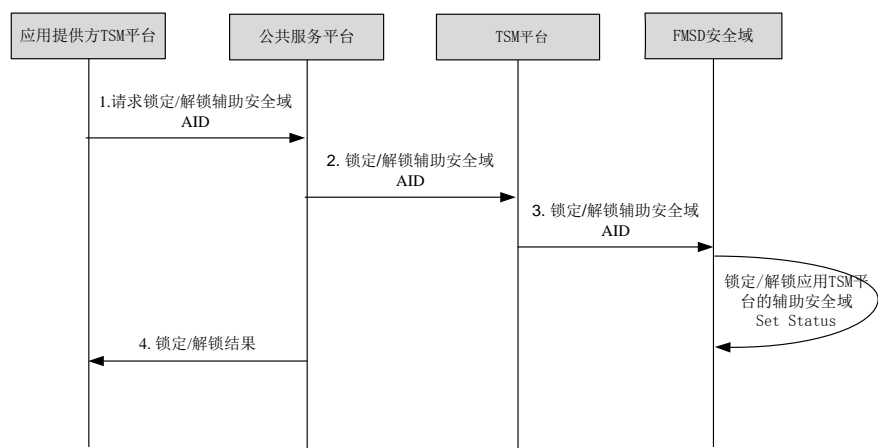 应用提供方TSM平台
公共服务平台
TSM平台
FMSD安全域
1.请求锁定/解锁辅助安全域
AID
2. 锁定/解锁辅助安全域
AID
3. 锁定/解锁辅助安全域
AID
锁定/解锁应用TSM平
台的辅助安全域
Set Status
4. 锁定/解锁结果